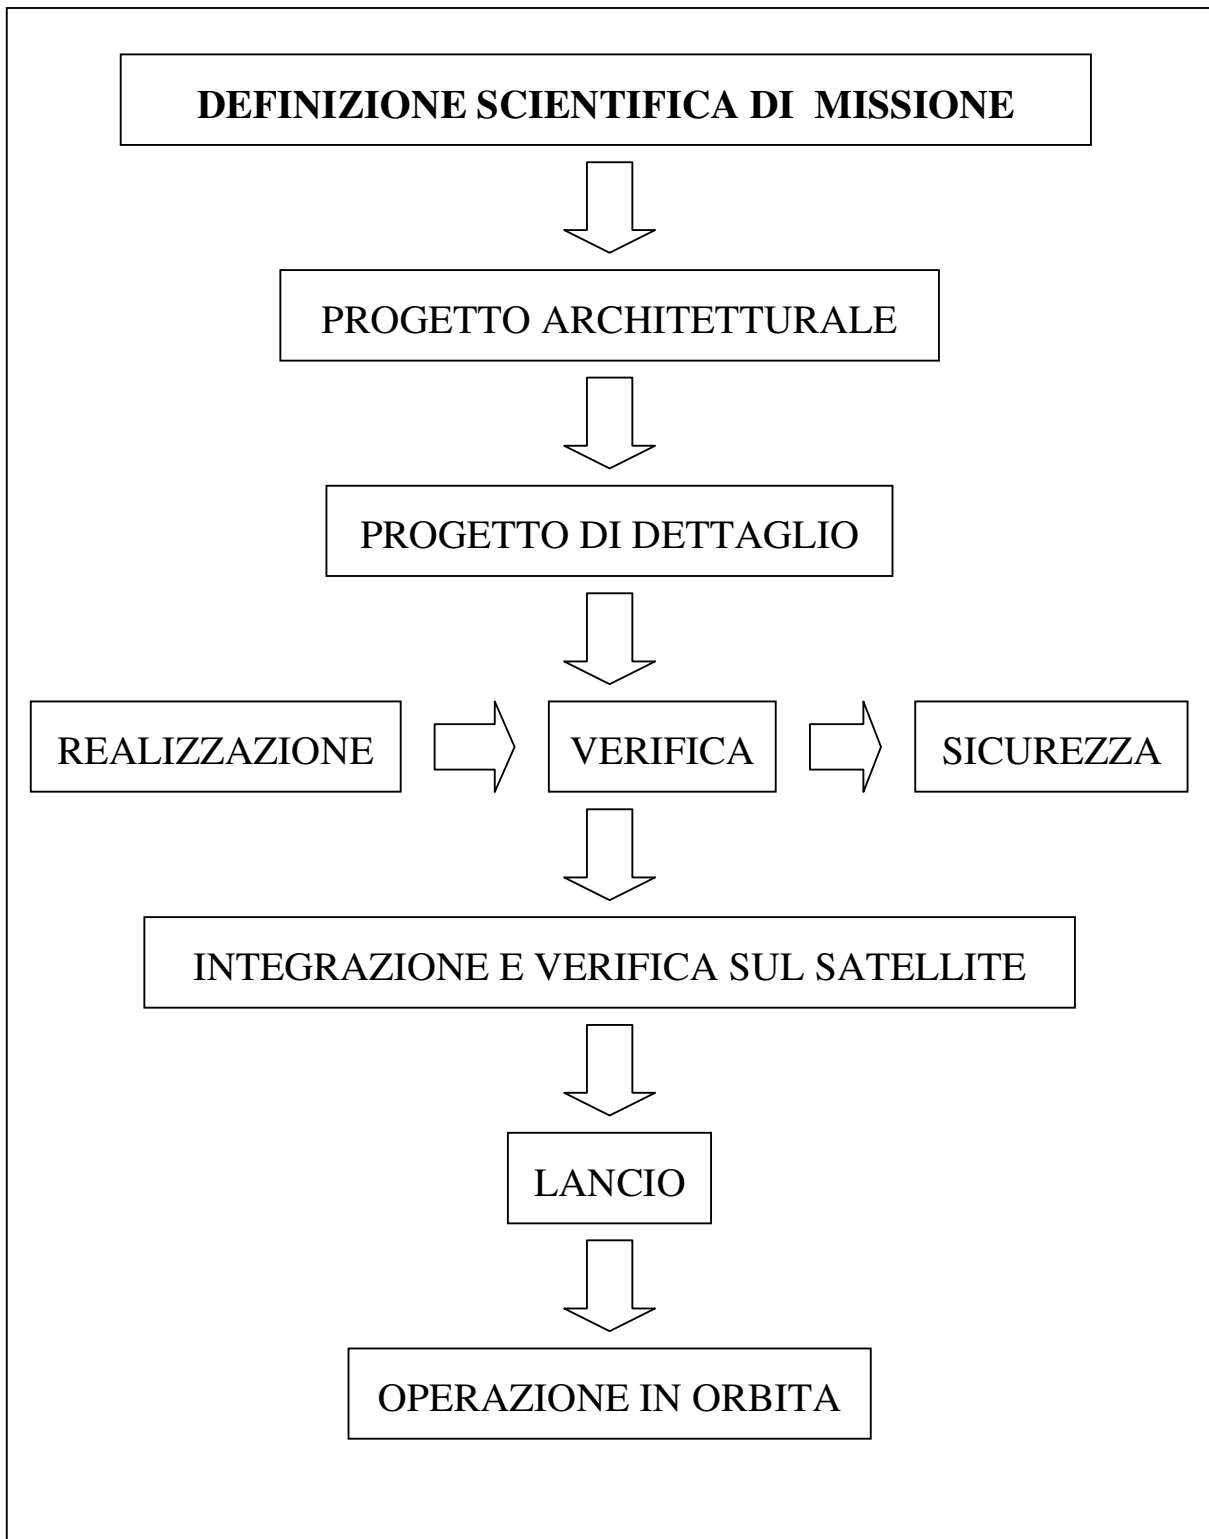 DEFINIZIONE SCIENTIFICA DI MISSIONE
PROGETTO ARCHITETTURALE
PROGETTO DI DETTAGLIO
REALIZZAZIONE
VERIFICA
SICUREZZA
INTEGRAZIONE E VERIFICA SUL SATELLITE
LANCIO
OPERAZIONE IN ORBITA